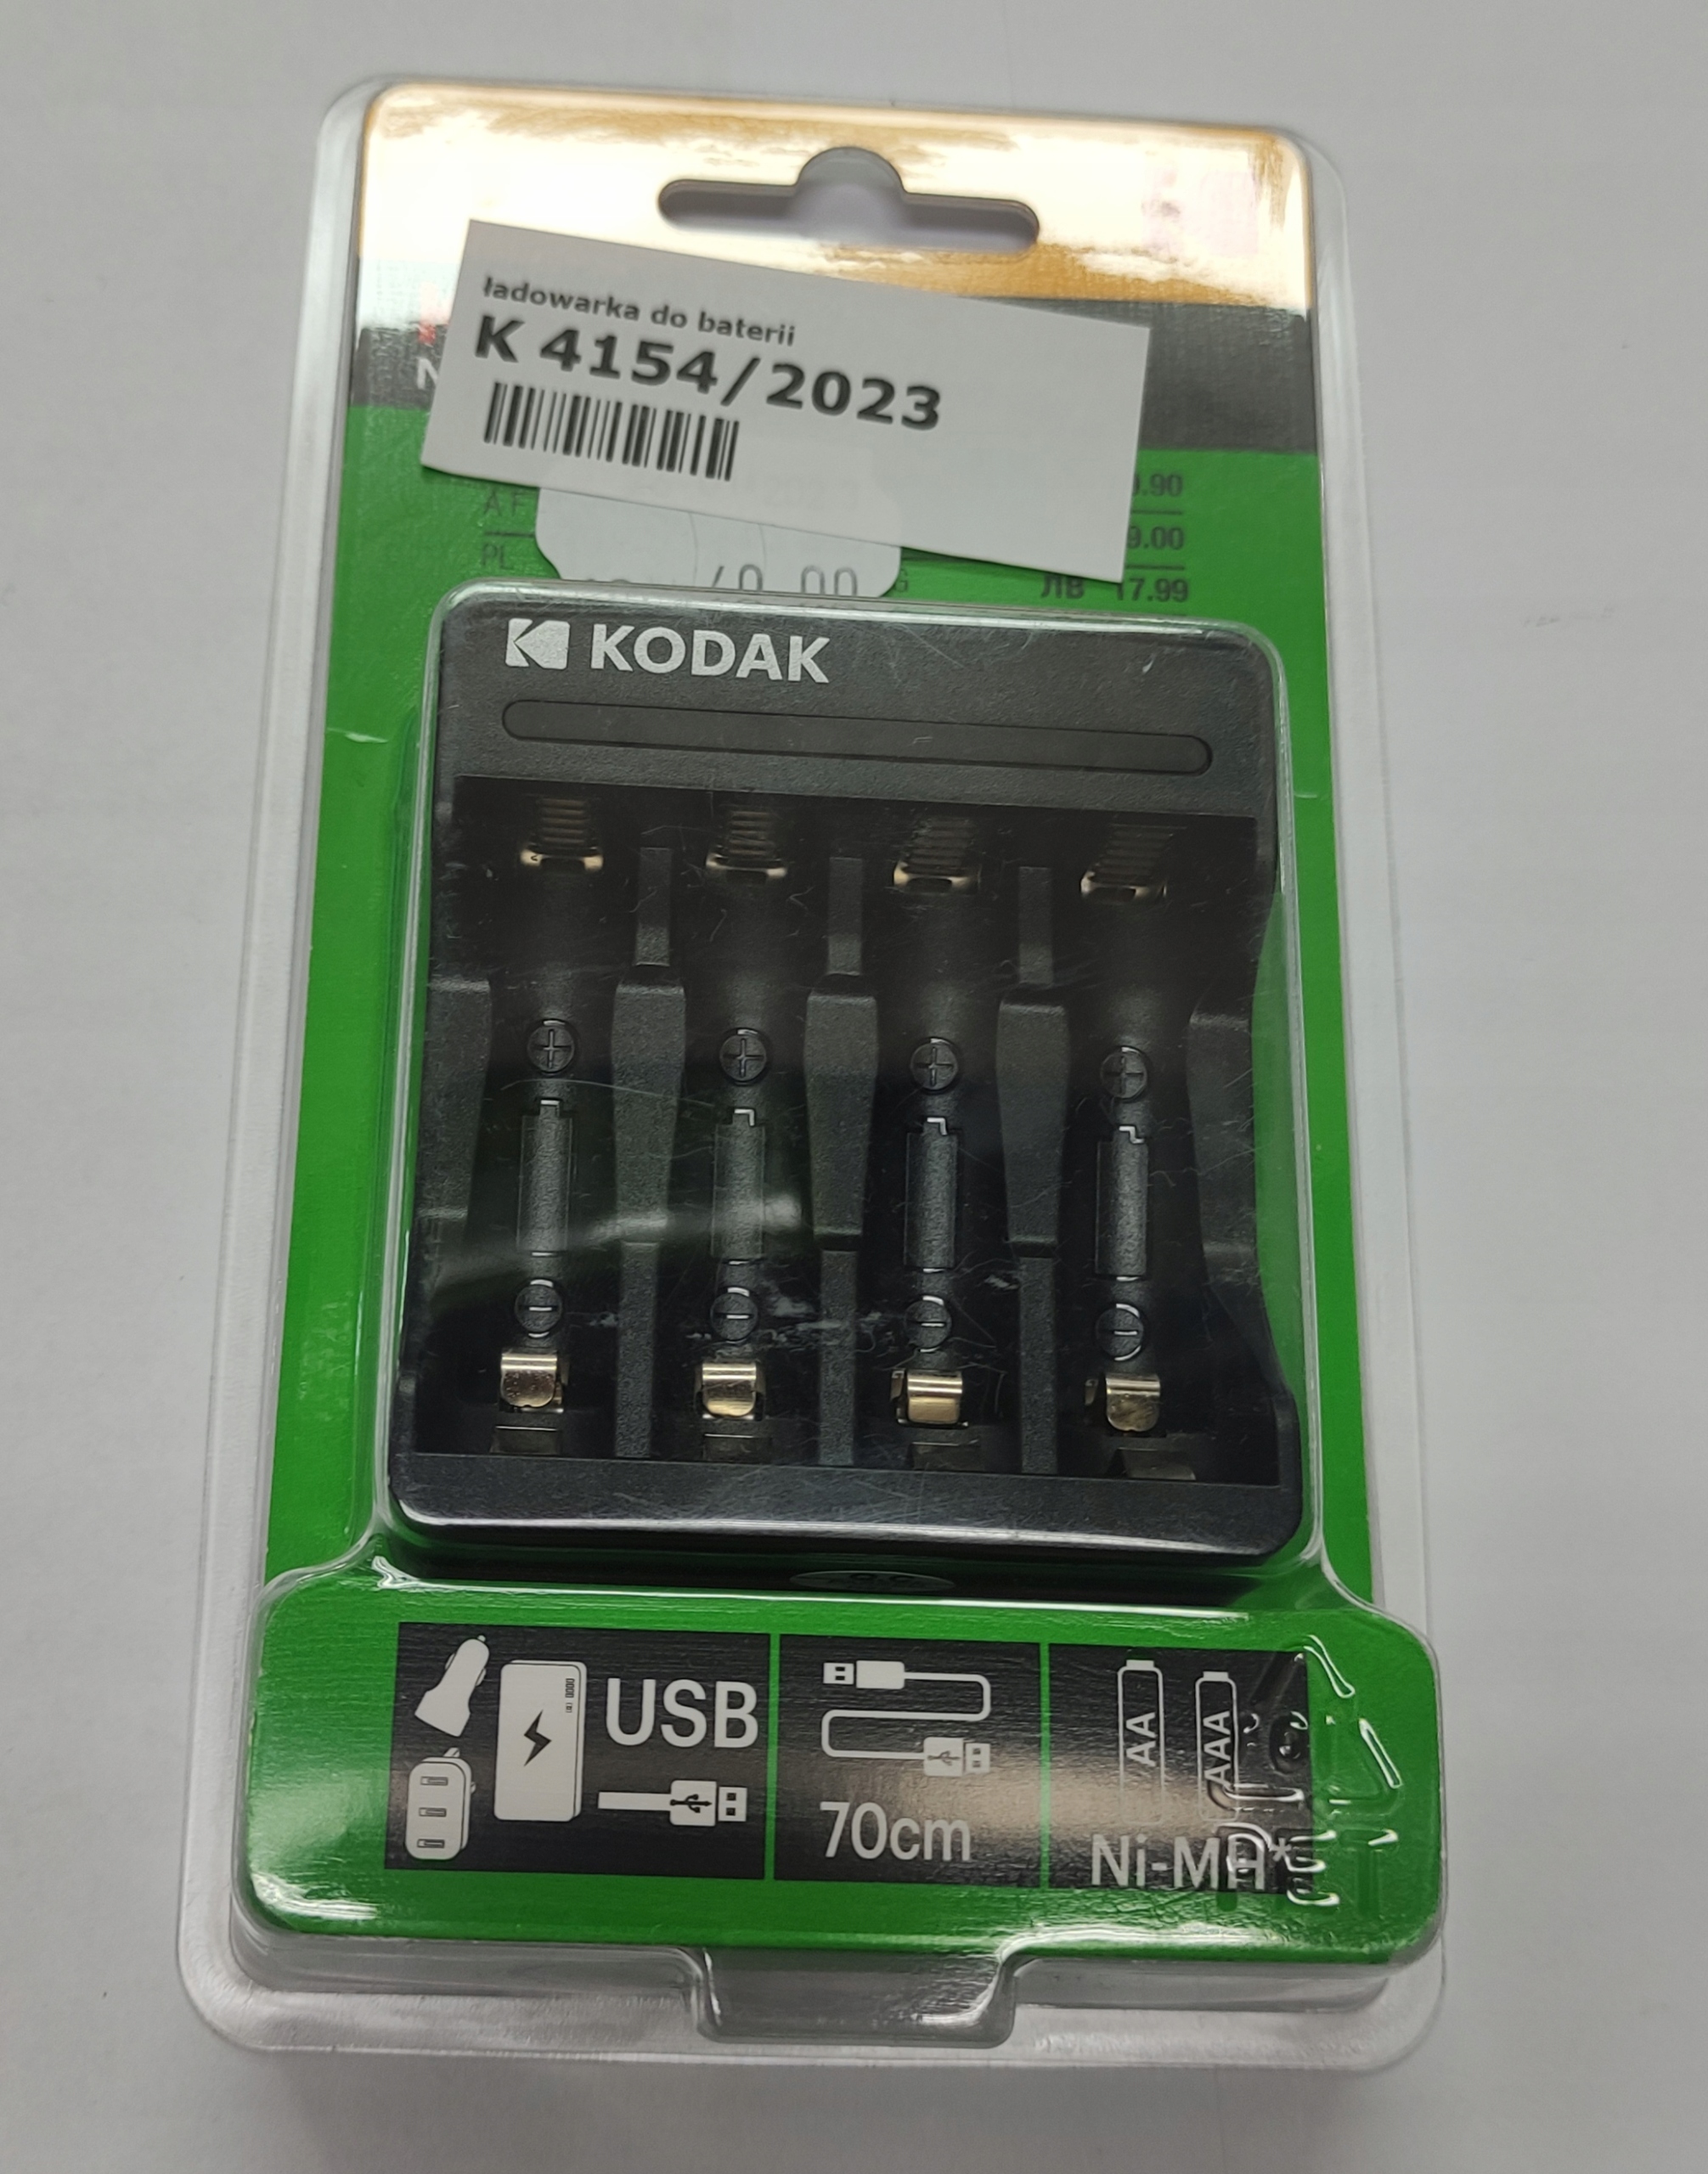 ładowarka do baterii
K 4154/2023
.90
9.00
PL
ЛВ 17.99
KODAK
USB
70cm
AA
AAA
Ni-MH*
PET